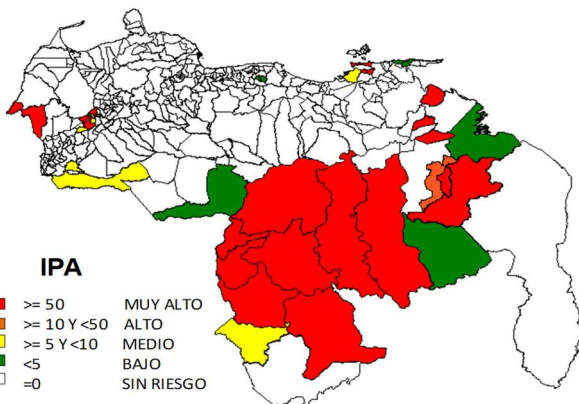 IPA
>= 50 MUY ALTO
>= 10 Y <50 ALTO
>= 5 Y <10 MEDIO
<5 BAJO
=0 SIN RIESGO